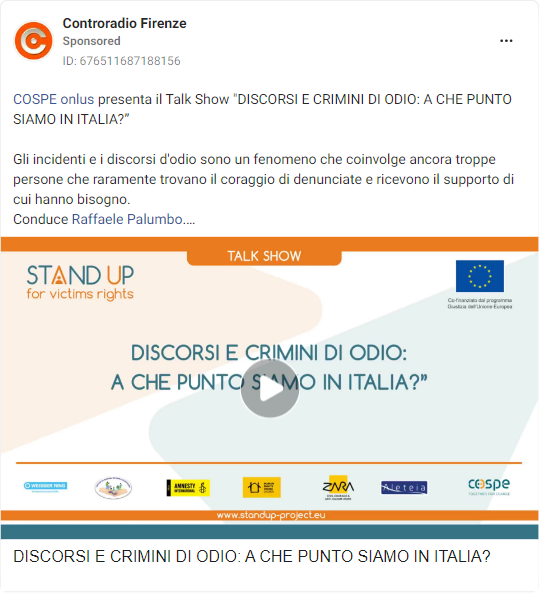 Controradio Firenze
Sponsored
ID: 676511687188156
COSPE onlus presenta il Talk Show "DISCORSI E CRIMINI DI ODIO: A CHE PUNTO
SIAMO IN ITALIA?”
Gli incidenti e i discorsi d'odio sono un fenomeno che coinvolge ancora troppe
persone che raramente trovano il coraggio di denunciate e ricevono il supporto di
cui hanno bisogno.
Conduce Raffaele Palumbo....
TALK SHOW
STAND UP
for victims rights
Co-finanziato dal programma
Giustizia dell'Unione Europea
DISCORSI E CRIMINI DI ODIO:
A CHE PUNTO SIAMO IN ITALIA?”
WEISSER RING
AMNESTY
INTERNATIONAL
ZARA
Aleteia
cospe
TOGETHER FOR CHANGE
www.standup-project.eu
DISCORSI E CRIMINI DI ODIO: A CHE PUNTO SIAMO IN ITALIA?